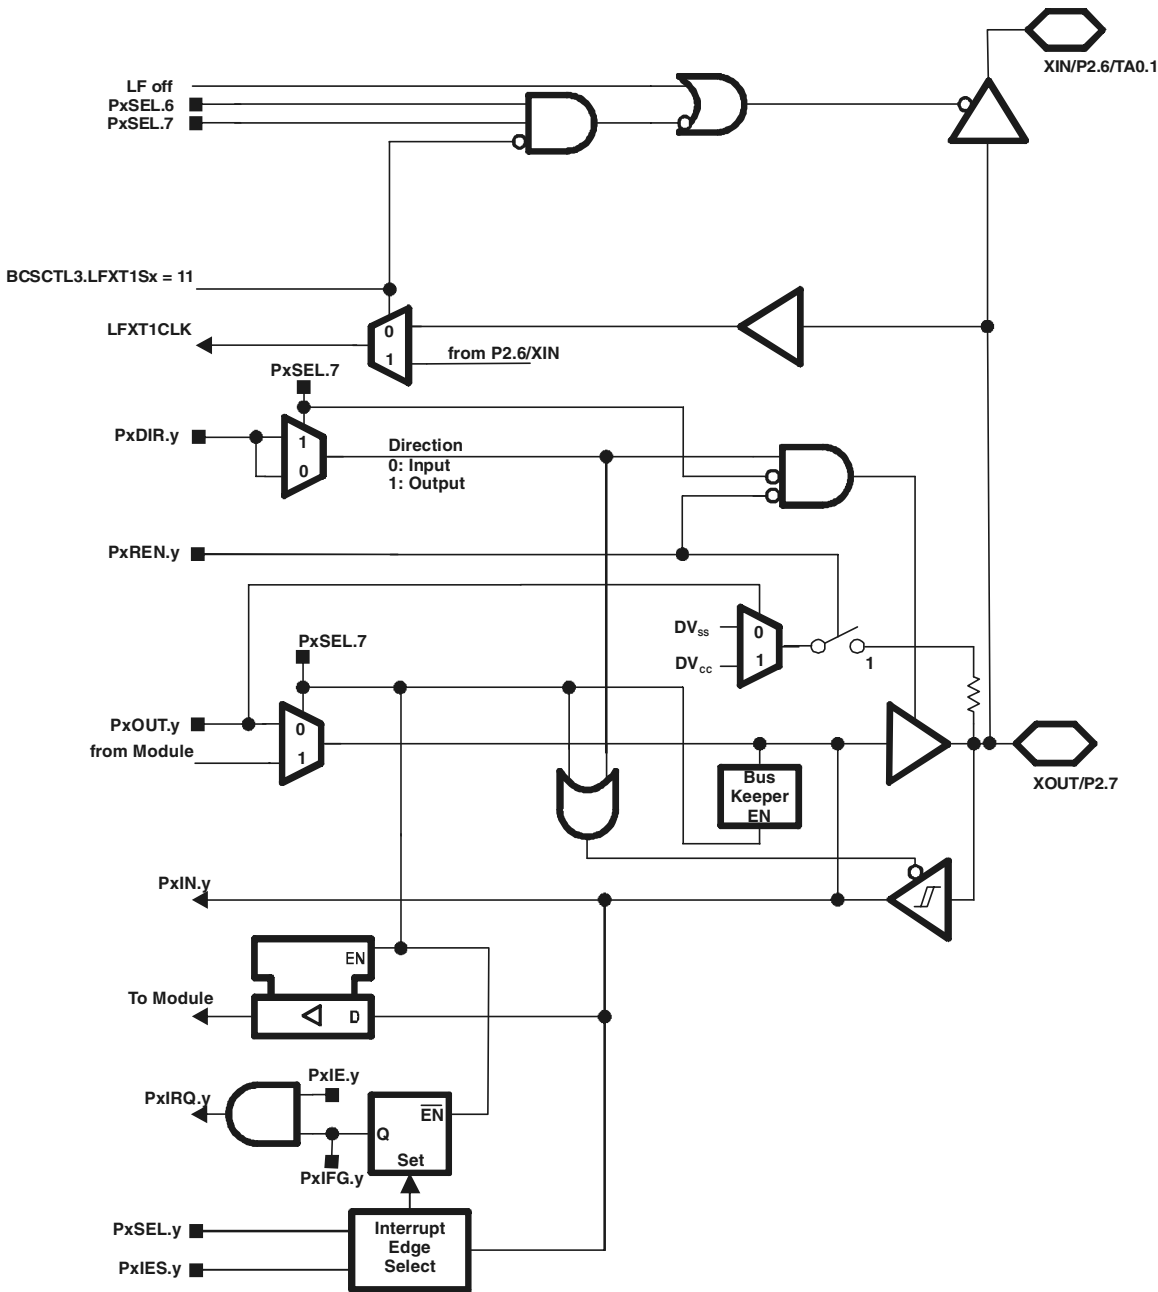 XIN/P2.6/TA0.1
LF off
PxSEL.6
PxSEL.7
BCSCTL3.LFXT1Sx = 11
LFXT1CLK
0
1
from P2.6/XIN
PxSEL.7
PxDIR.y
1
0
Direction
0: Input
1: Output
PxREN.y
DVSS
DVCC
0
1
1
PxSEL.7
PxOUT.y
from Module
0
1
Bus
Keeper
EN
XOUT/P2.7
PxIN.y
EN
To Module
D
PxIE.y
PxIRQ.y
EN
Q
Set
PxIFG.y
PxSEL.y
PxIES.y
Interrupt
Edge
Select